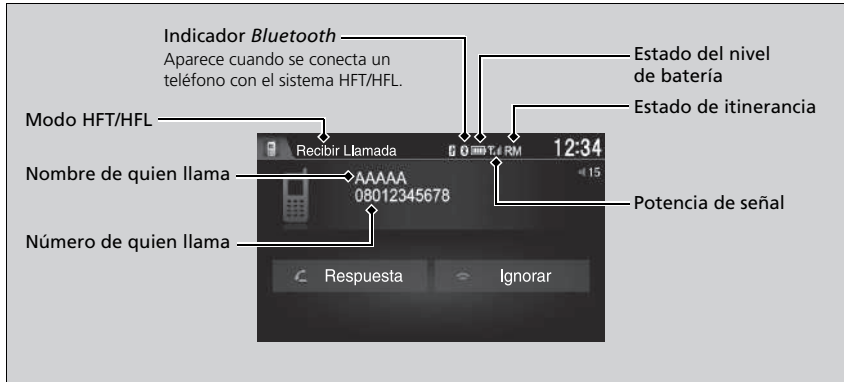 Indicador Bluetooth
Aparece cuando se conecta un
teléfono con el sistema HFT/HFL.
Estado del nivel
de batería
Estado de itinerancia
Modo HFT/HFL
Recibir Llamada
RM
12:34
15
Nombre de quien llama
AAAAA
08012345678
Potencia de señal
Número de quien llama
Respuesta
Ignorar